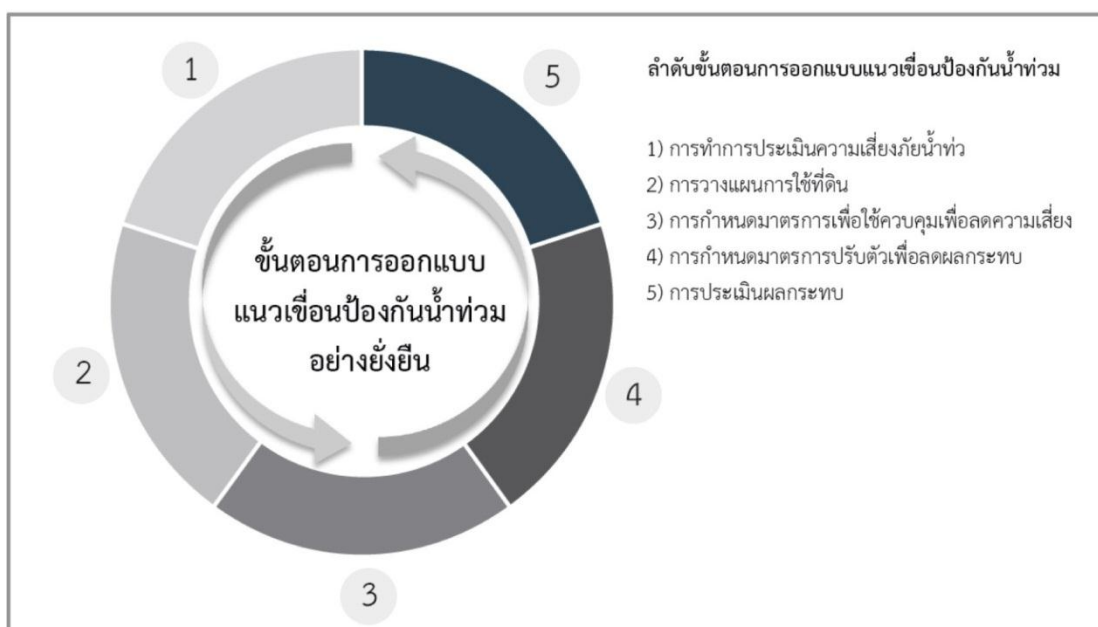 1
5
2
4
3
ขั้นตอนการออกแบบ
แนวเขื่อนป้องกันน้ำท่วม
อย่างยั่งยืน
ลำดับขั้นตอนการออกแบบแนวเขื่อนป้องกันน้ำท่วม
1) การทำการประเมินความเสี่ยงภัยน้ำท่ว
2) การวางแผนการใช้ที่ดิน
3) การกำหนดมาตรการเพื่อใช้ควบคุมเพื่อลดความเสี่ยง
4) การกำหนดมาตรการปรับตัวเพื่อลดผลกระทบ
5) การประเมินผลกระทบ